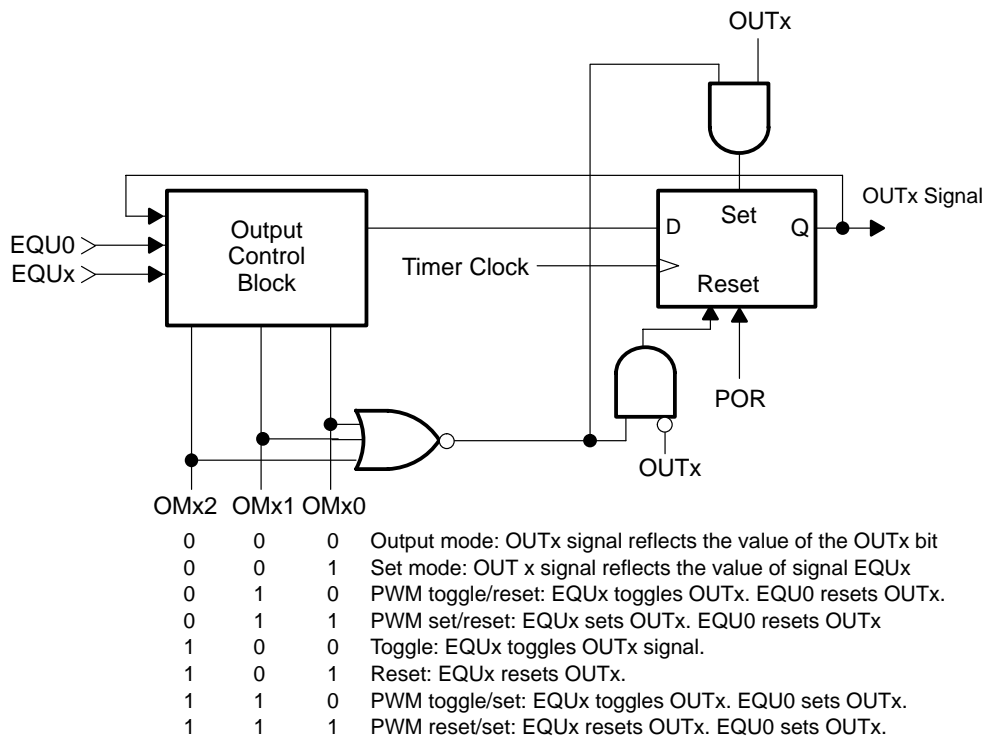 OUTx
Set
D
Q
OUTx Signal
Output
Control
Block
EQU0
EQUx
Timer Clock
Reset
POR
OUTx
OMx2 OMx1 OMx0
0 0 0 Output mode: OUTx signal reflects the value of the OUTx bit
0 0 1 Set mode: OUT x signal reflects the value of signal EQUx
0 1 0 PWM toggle/reset: EQUx toggles OUTx. EQU0 resets OUTx.
0 1 1 PWM set/reset: EQUx sets OUTx. EQU0 resets OUTx
1 0 0 Toggle: EQUx toggles OUTx signal.
1 0 1 Reset: EQUx resets OUTx.
1 1 0 PWM toggle/set: EQUx toggles OUTx. EQU0 sets OUTx.
1 1 1 PWM reset/set: EQUx resets OUTx. EQU0 sets OUTx.